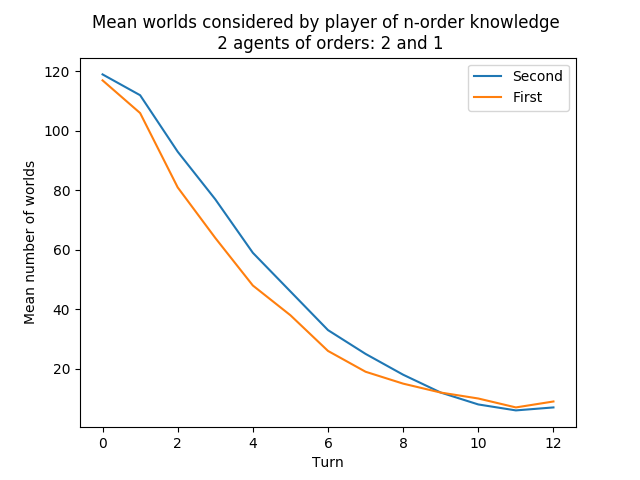 Mean worlds considered by player of n-order knowledge
2 agents of orders: 2 and 1
Second
First
Mean number of worlds
120
100
80
60
40
20
0 2 4 6 8 10 12
Turn